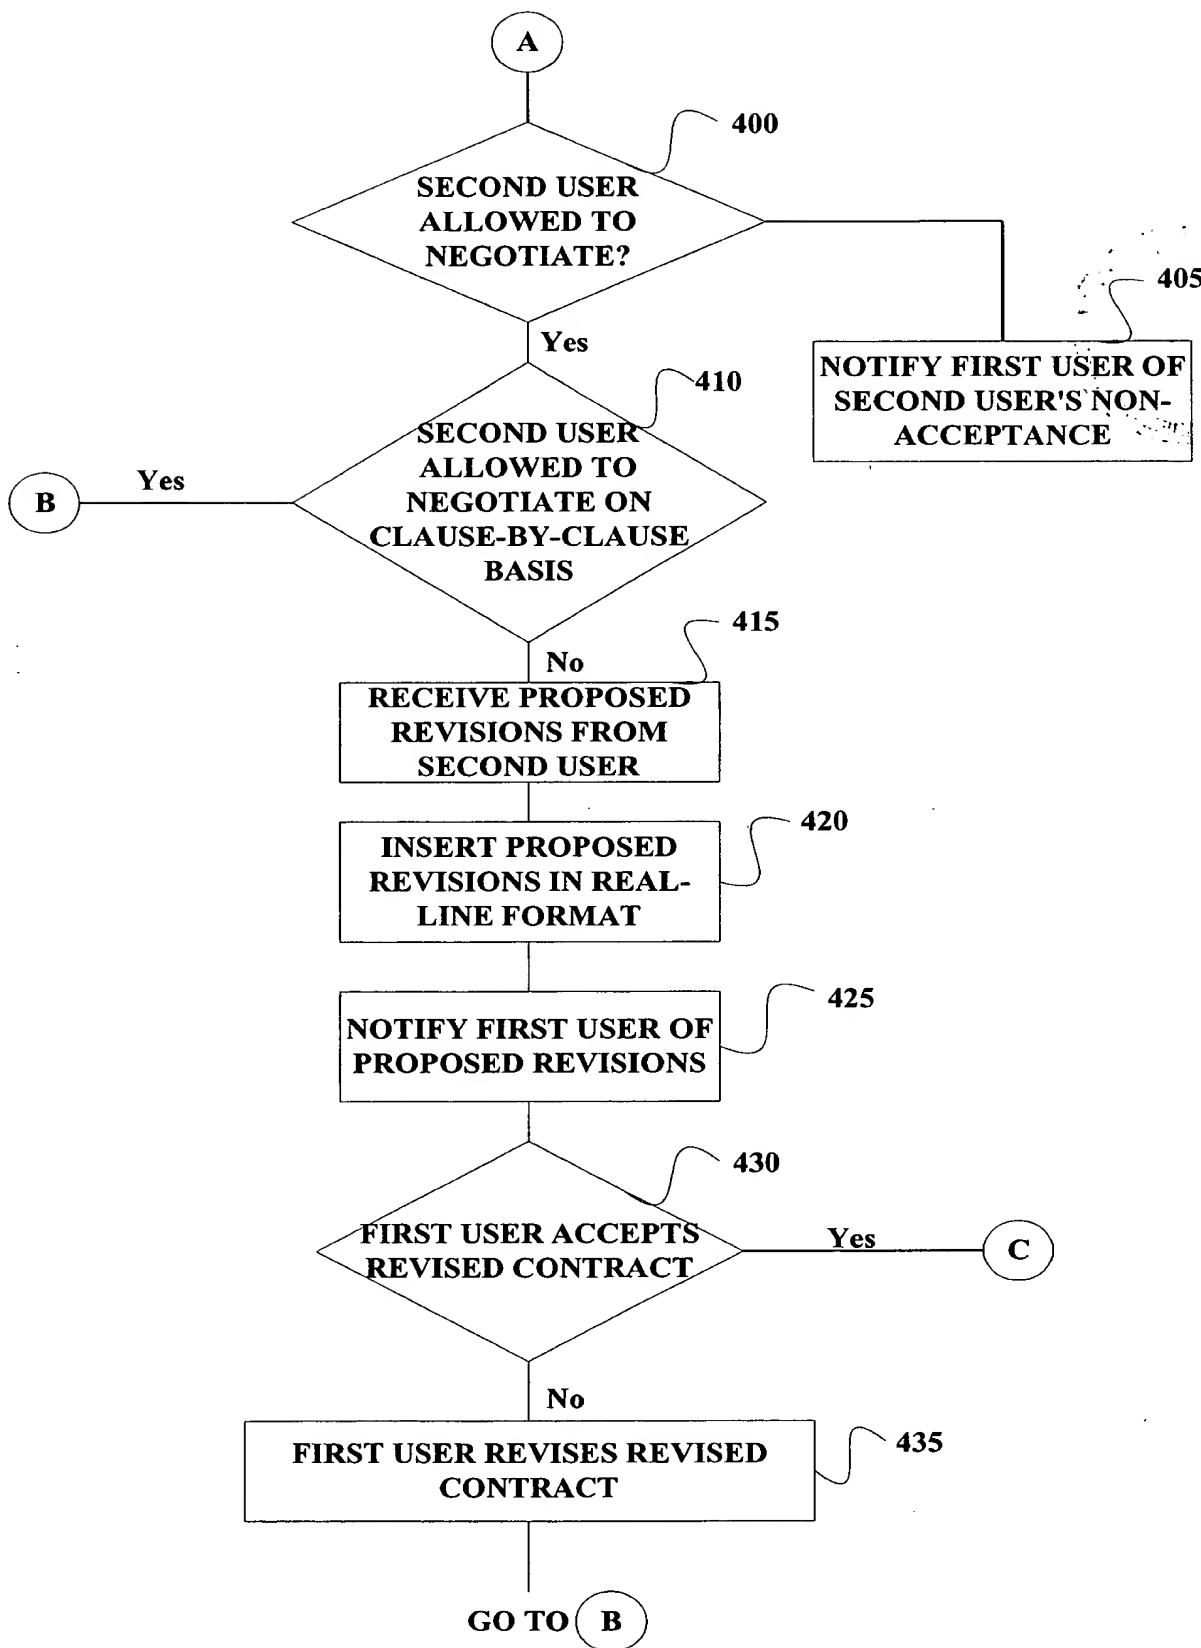 A
400
SECOND USER
ALLOWED TO
NEGOTIATE?
405
Yes
NOTIFY FIRST USER OF
SECOND USER'S NON-
ACCEPTANCE
410
SECOND USER
ALLOWED TO
NEGOTIATE ON
CLAUSE-BY-CLAUSE
BASIS
Yes
B
415
No
RECEIVE PROPOSED
REVISIONS FROM
SECOND USER
420
INSERT PROPOSED
REVISIONS IN REAL-
LINE FORMAT
425
NOTIFY FIRST USER OF
PROPOSED REVISIONS
430
FIRST USER ACCEPTS
REVISED CONTRACT
Yes
C
No
435
FIRST USER REVISES REVISED
CONTRACT
GO TO B